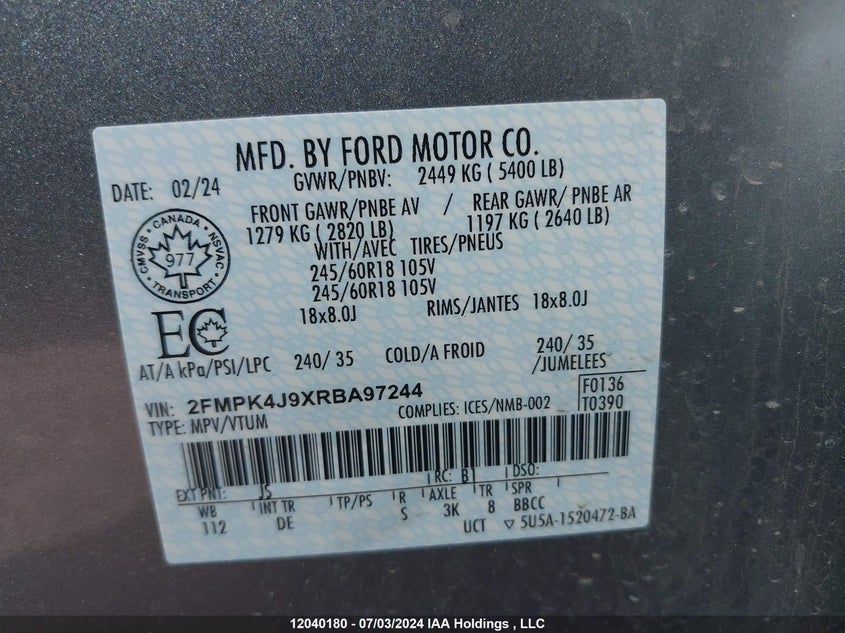 MFD. BY FORD MOTOR CO.
DATE: 02/24 GVWR/PNBV: 2449 KG ( 5400 LB)
FRONT GAWR/PNBE AV / REAR GAWR/ PNBE AR
1279 KG ( 2820 LB) 1197 KG ( 2640 LB)
WITH/AVEC TIRES/PNEUS
245/60R18 105V
245/60R18 105V
18x8.0J RIMS/JANTES 18x8.0J
CANADA
CMVSS NSVAC
977
TRANSPORT
EC
AT/A kPa/PSI/LPC 240/ 35 COLD/A FROID 240/ 35
/JUMELEES
VIN: 2FMPK4J9XRBA97244
COMPLIES: ICES/NMB-002
F0136
T0390
TYPE: MPV/VTUM
EXT PNT: JS RC: B1 DSO:
WB INT TR TP/PS R AXLE TR SPR
112 DE S 3K 8 BBCC
UCT ▽ 5U5A-1520472-BA
12040180 - 07/03/2024 IAA Holdings , LLC